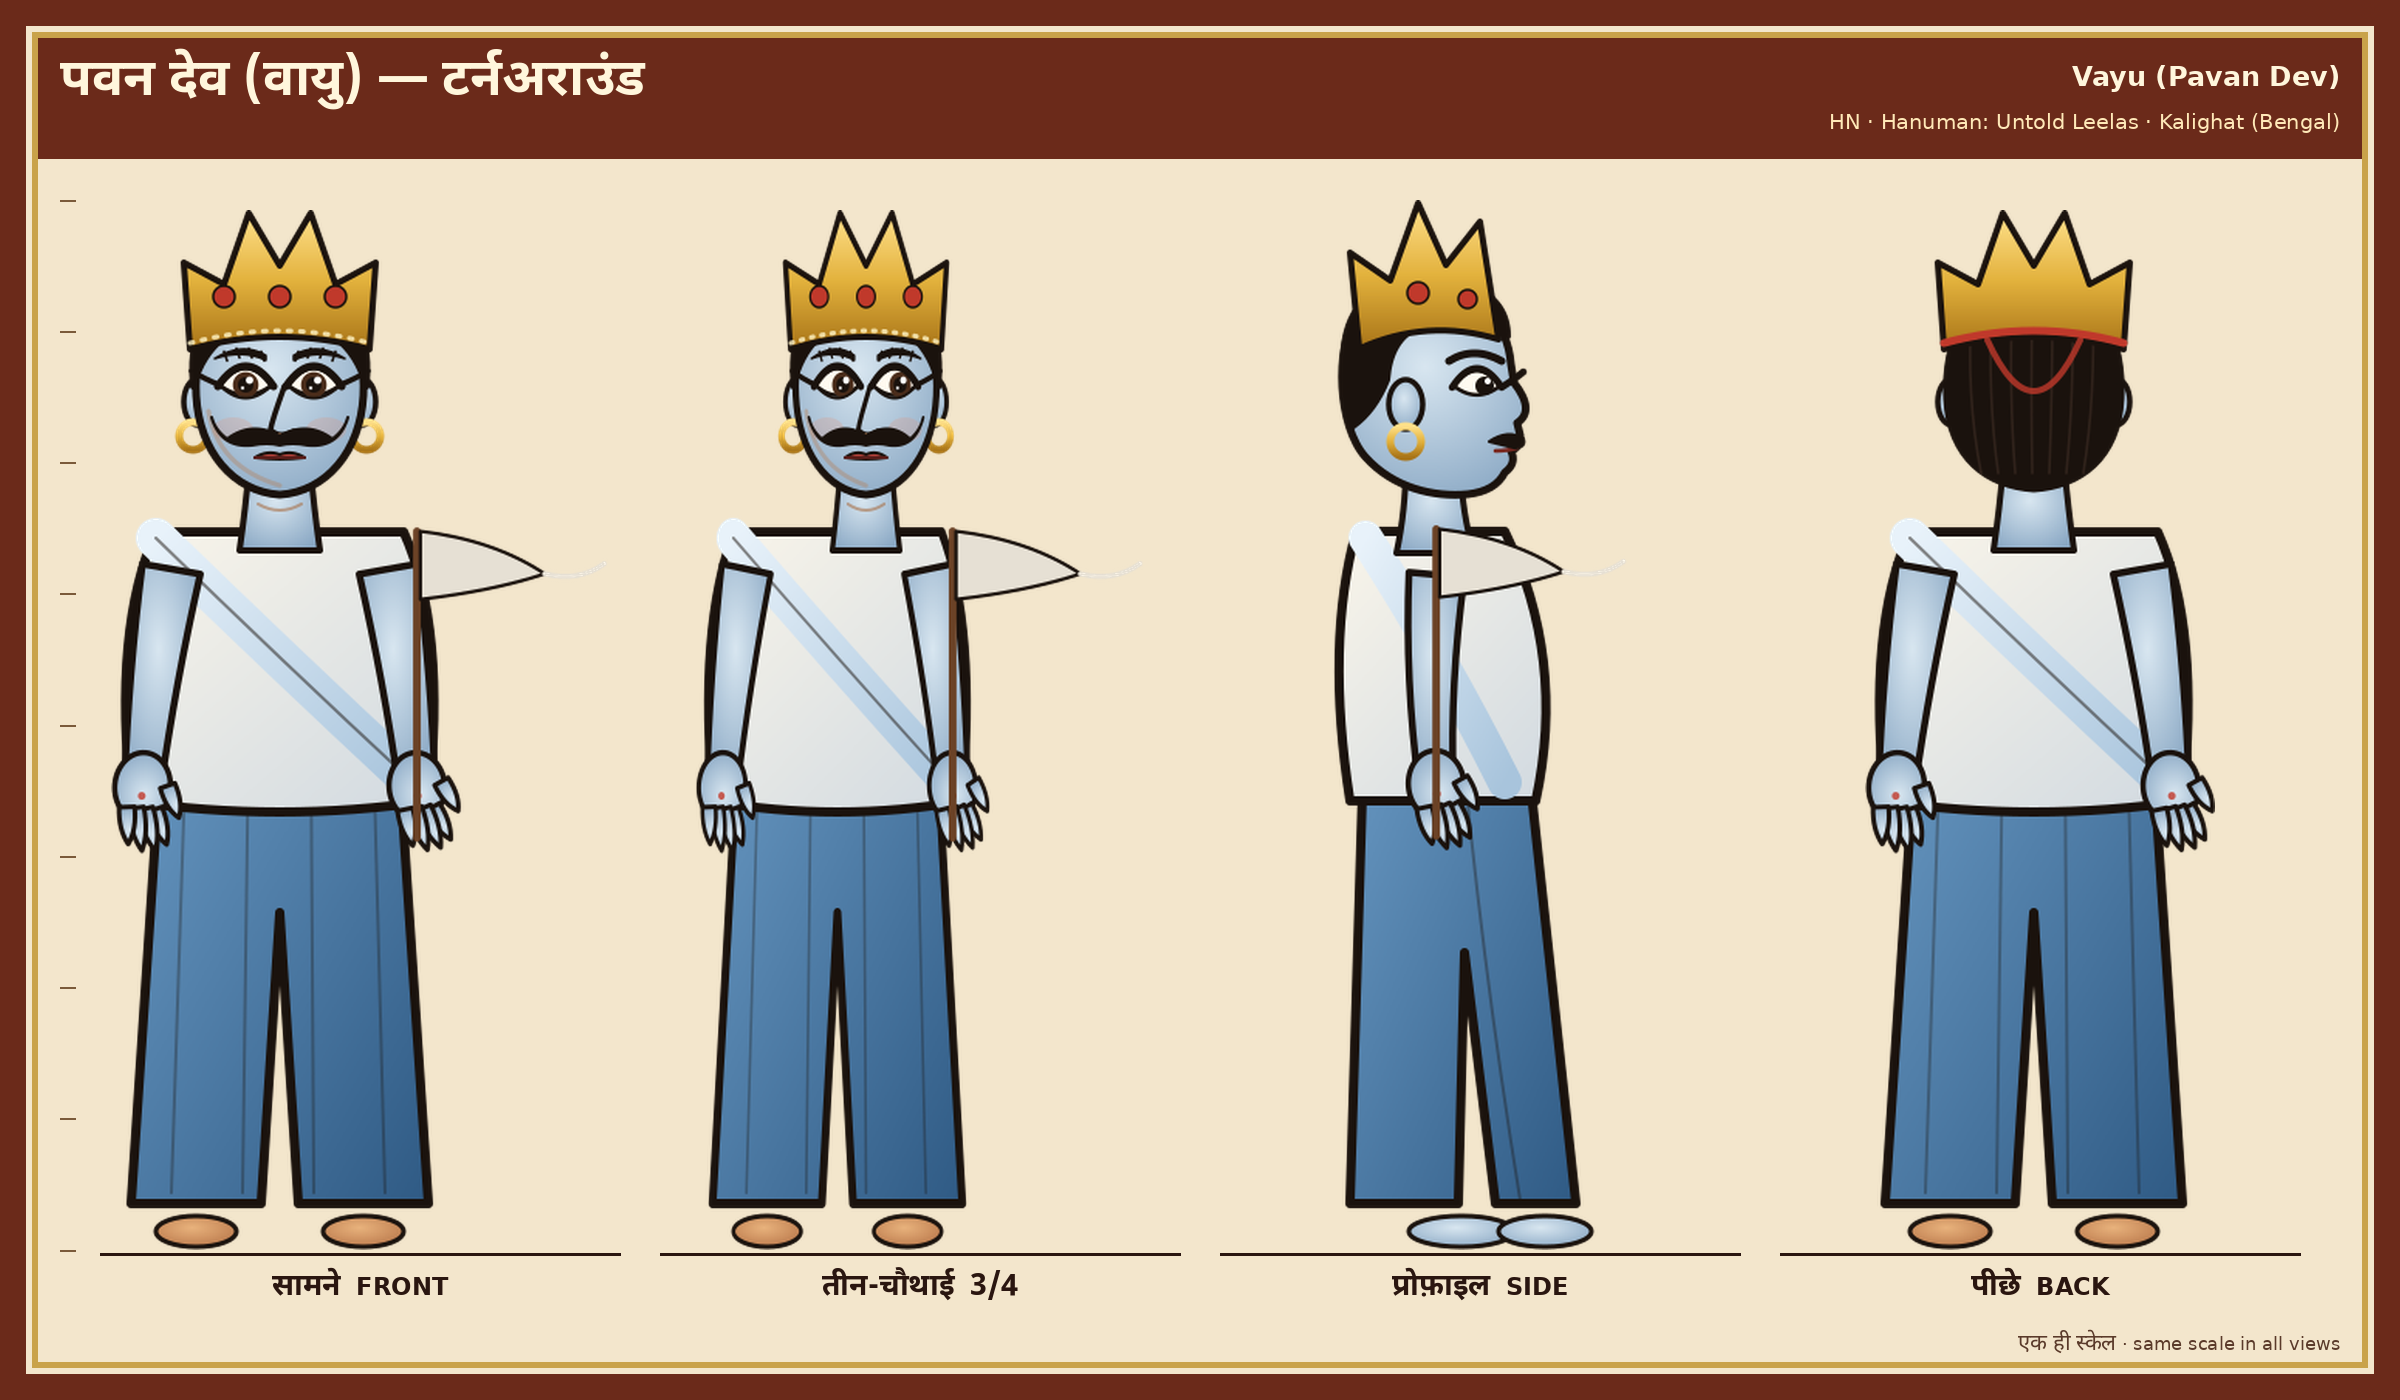 पवन देव (वायु) — टर्नअराउंड
Vayu (Pavan Dev)
HN · Hanuman: Untold Leelas · Kalighat (Bengal)
सामने FRONT
तीन-चौथाई 3/4
प्रोफ़ाइल SIDE
पीछे BACK
एक ही स्केल · same scale in all views